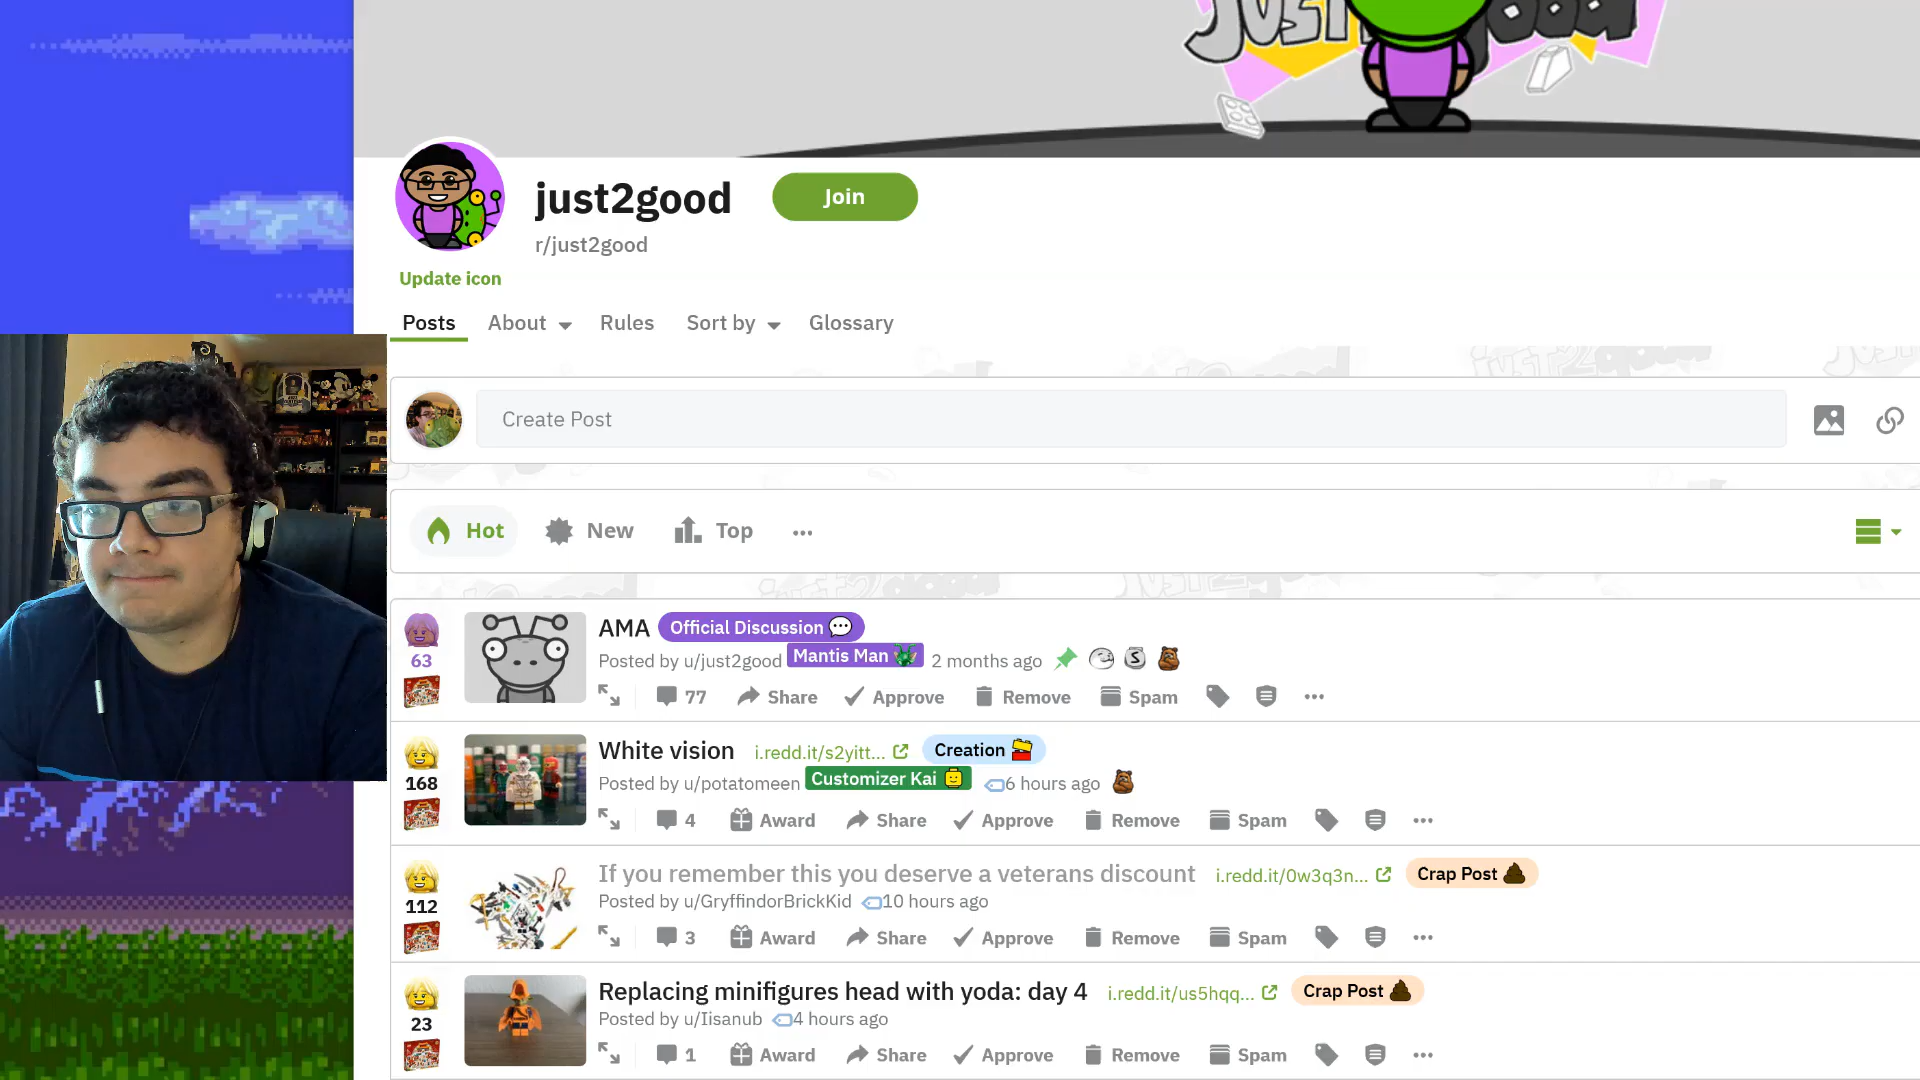 just2good
Join
r/just2good
Update icon
Posts
About
Rules
Sort by
Glossary
Create Post
Hot
New
Top
AMA Official Discussion
63
Posted by u/just2good Mantis Man 2 months ago
77 Share Approve Remove Spam
White vision i.redd.it/s2yitt... Creation
168
Posted by u/potatomeen Customizer Kai 6 hours ago
4 Award Share Approve Remove Spam
If you remember this you deserve a veterans discount i.redd.it/0w3q3n... Crap Post
112
Posted by u/GryffindorBrickKid 10 hours ago
3 Award Share Approve Remove Spam
Replacing minifigures head with yoda: day 4 i.redd.it/us5hqq... Crap Post
23
Posted by u/Iisanub 4 hours ago
1 Award Share Approve Remove Spam